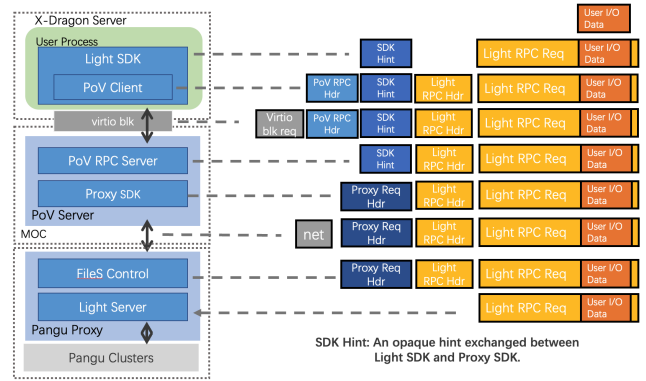 User I/O
Data
X-Dragon Server
User Process
Light SDK
SDK
Hint
Light RPC Req
User I/O
Data
PoV Client
PoV RPC
Hdr
SDK
Hint
Light
RPC Hdr
Light RPC Req
User I/O
Data
virtio blk
Virtio
blk req
PoV RPC
Hdr
SDK
Hint
Light
RPC Hdr
Light RPC Req
User I/O
Data
PoV RPC Server
SDK
Hint
Light
RPC Hdr
Light RPC Req
User I/O
Data
Proxy SDK
Proxy Req
Hdr
Light
RPC Hdr
Light RPC Req
User I/O
Data
PoV Server
MOC
net
Proxy Req
Hdr
Light
RPC Hdr
Light RPC Req
User I/O
Data
FileS Control
Proxy Req
Hdr
Light
RPC Hdr
Light RPC Req
User I/O
Data
Light Server
Light RPC Req
User I/O
Data
Pangu Proxy
Pangu Clusters
SDK Hint: An opaque hint exchanged between
Light SDK and Proxy SDK.